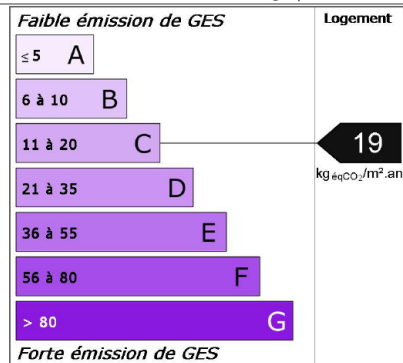 Faible émission de GES
Logement
≤ 5 A
6 à 10 B
11 à 20 C
19
kg éqCO₂/m².an
21 à 35 D
36 à 55 E
56 à 80 F
> 80 G
Forte émission de GES